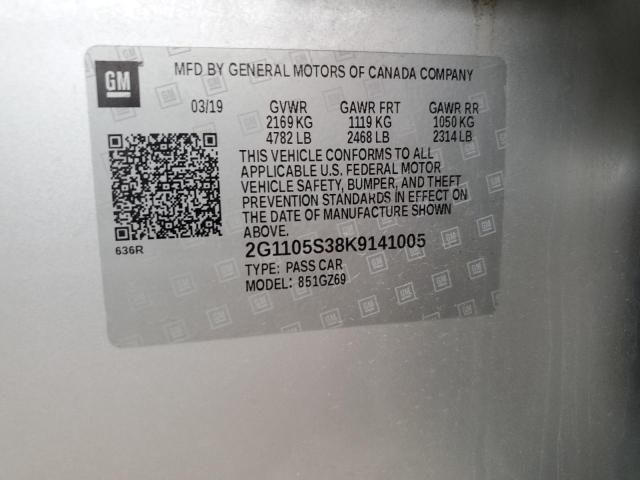 GM
MFD BY GENERAL MOTORS OF CANADA COMPANY
03/19 GVWR GAWR FRT GAWR RR
2169 KG 1119 KG 1050 KG
4782 LB 2468 LB 2314 LB
THIS VEHICLE CONFORMS TO ALL
APPLICABLE U.S. FEDERAL MOTOR
VEHICLE SAFETY, BUMPER, AND THEFT
PREVENTION STANDARDS IN EFFECT ON
THE DATE OF MANUFACTURE SHOWN
ABOVE.
636R
2G1105S38K9141005
TYPE: PASS CAR
MODEL: 851GZ69